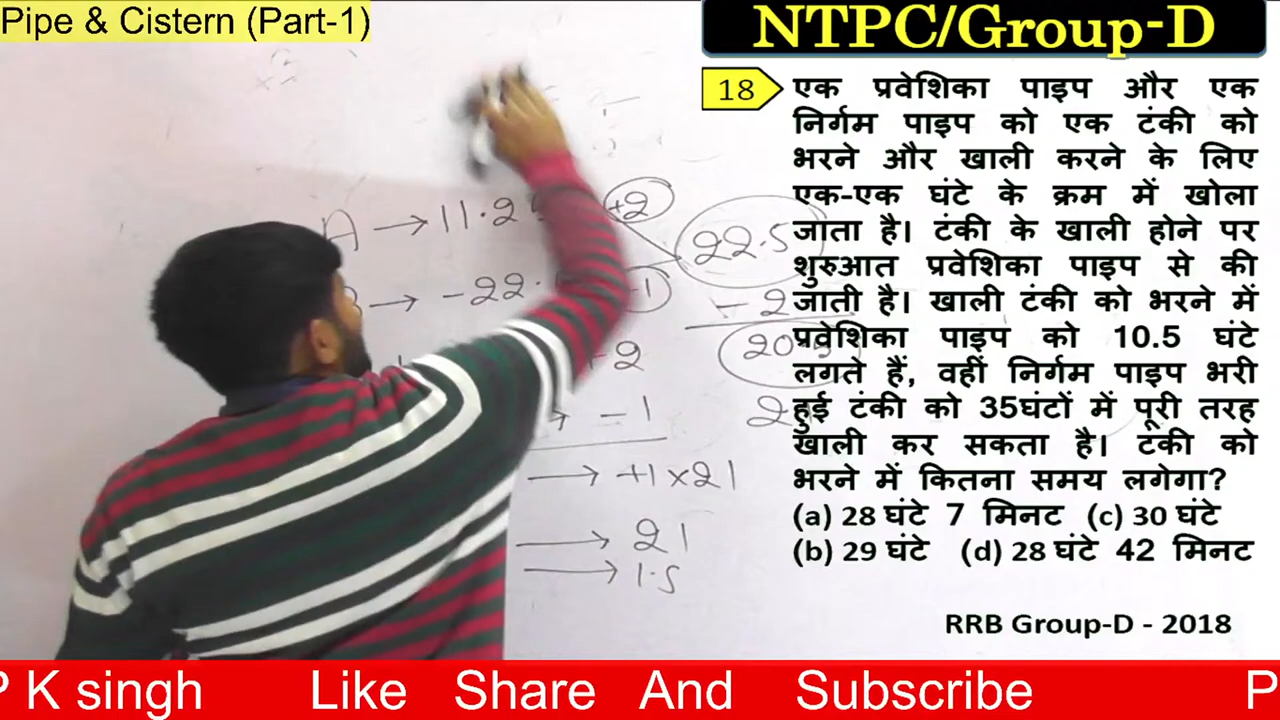 Pipe & Cistern (Part-1)
NTPC/Group-D
18 एक प्रवेशिका पाइप और एक
निर्गम पाइप को एक टंकी को
भरने और खाली करने के लिए
एक-एक घंटे के क्रम में खोला
जाता है। टंकी के खाली होने पर
शुरुआत प्रवेशिका पाइप से की
जाती है। खाली टंकी को भरने में
प्रवेशिका पाइप को 10.5 घंटे
लगते हैं, वहीं निर्गम पाइप भरी
हुई टंकी को 35घंटों में पूरी तरह
खाली कर सकता है। टंकी को
भरने में कितना समय लगेगा?
(a) 28 घंटे 7 मिनट (c) 30 घंटे
(b) 29 घंटे (d) 28 घंटे 42 मिनट
RRB Group-D - 2018
A → 11.2
+2
22.5
→ -22.
-1
- 2
+2
20.5
→ -1
→ +1×21
→ 21
→ 1.5
P K singh Like Share And Subscribe P